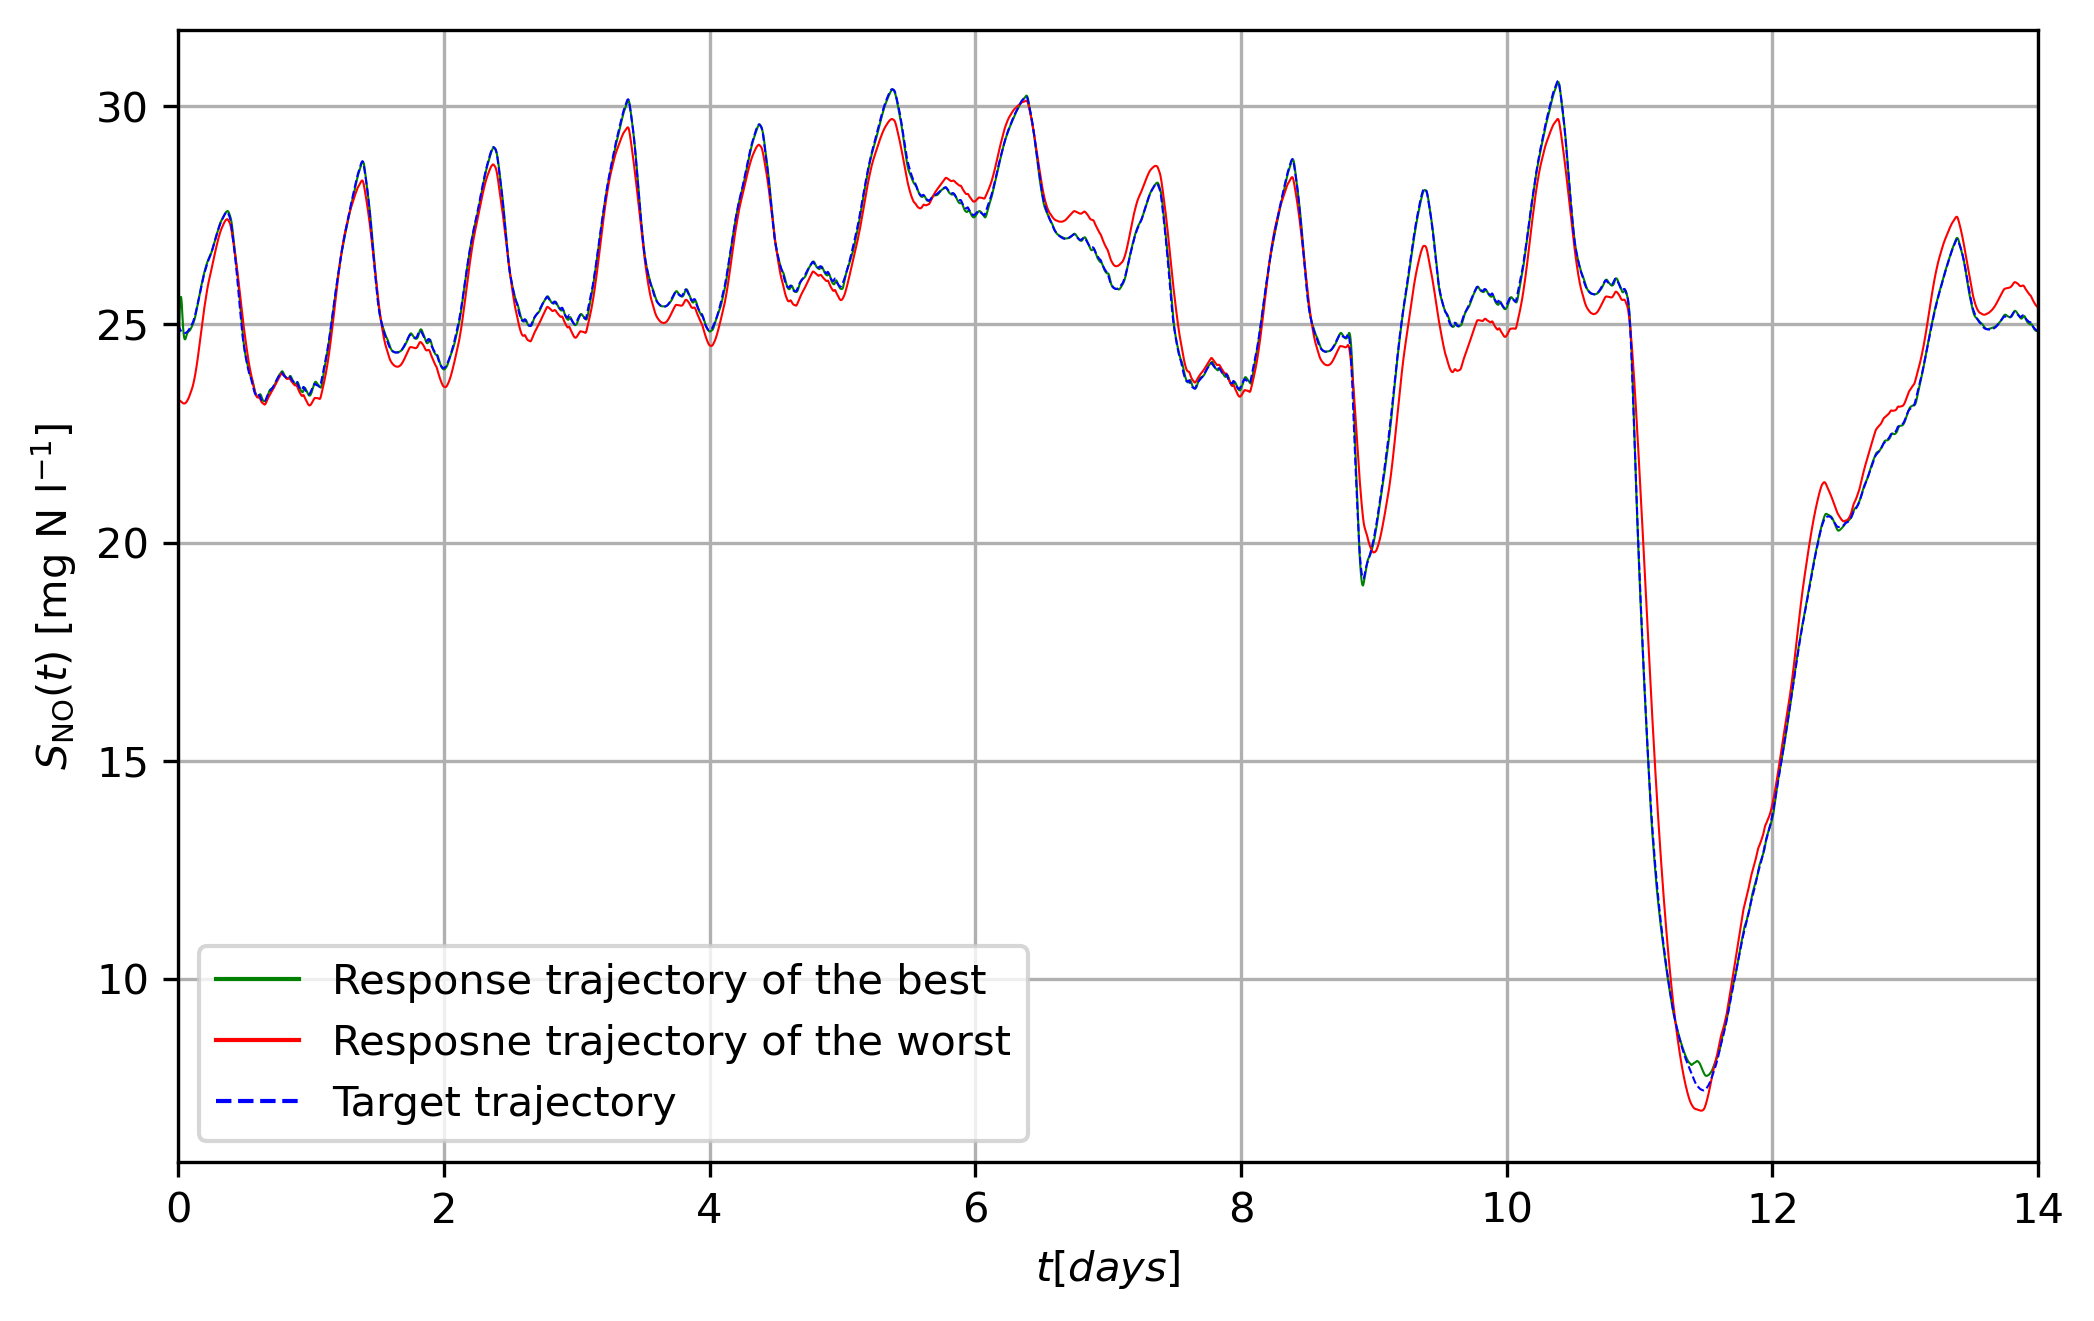 30
25
20
15
10
S_NO(t) [mg N l⁻¹]
Response trajectory of the best
Resposne trajectory of the worst
Target trajectory
0 2 4 6 8 10 12 14
t[days]